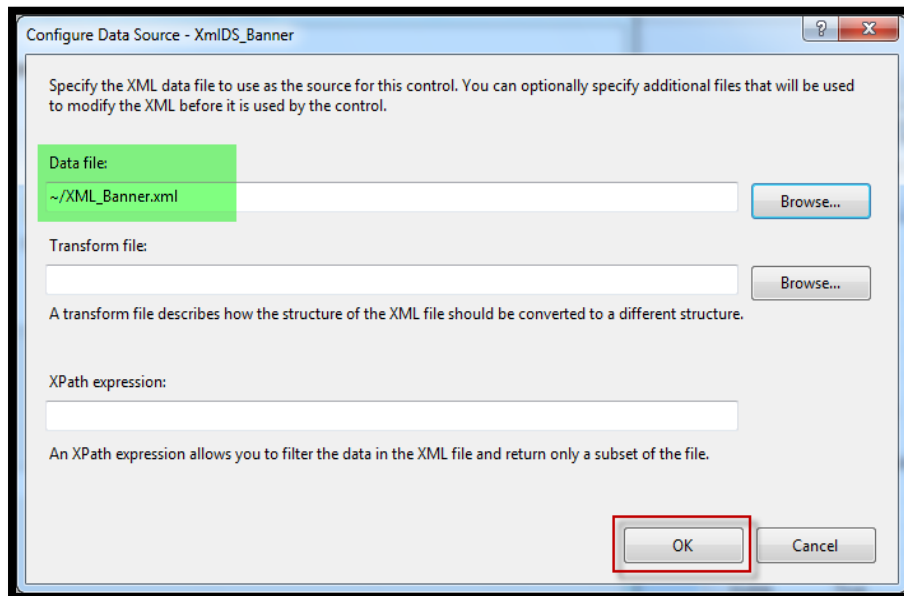 Configure Data Source - XmlDS_Banner
Specify the XML data file to use as the source for this control. You can optionally specify additional files that will be used
to modify the XML before it is used by the control.
Data file:
~/XML_Banner.xml
Browse...
Transform file:
Browse...
A transform file describes how the structure of the XML file should be converted to a different structure.
XPath expression:
An XPath expression allows you to filter the data in the XML file and return only a subset of the file.
OK
Cancel